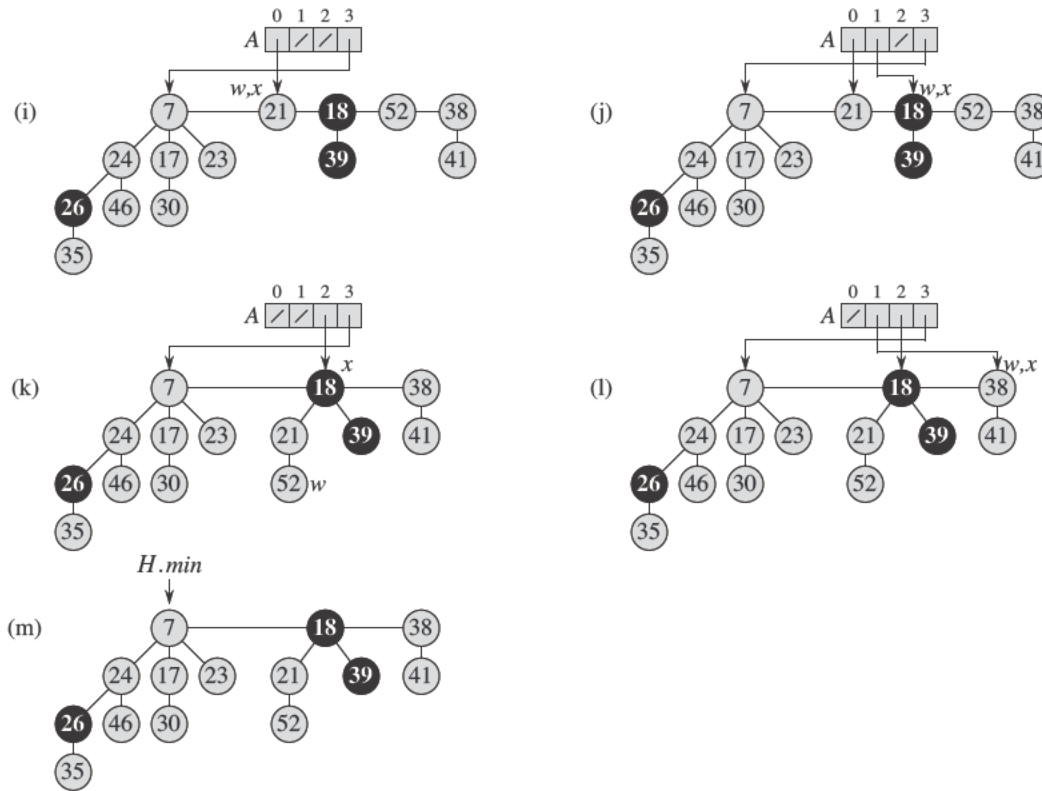 0 1 2 3
A
w,x
(i) 7 21 18 52 38
24 17 23 39 41
26 46 30
35
0 1 2 3
A
w,x
(j) 7 21 18 52 38
24 17 23 39 41
26 46 30
35
0 1 2 3
A
x
(k) 7 18 38
24 17 23 21 39 41
26 46 30 52 w
35
0 1 2 3
A
w,x
(l) 7 18 38
24 17 23 21 39 41
26 46 30 52
35
H.min
(m) 7 18 38
24 17 23 21 39 41
26 46 30 52
35